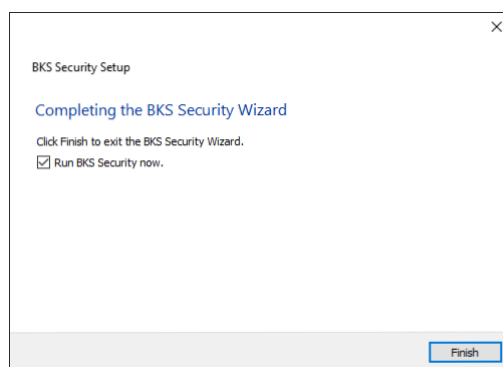 BKS Security Setup
Completing the BKS Security Wizard
Click Finish to exit the BKS Security Wizard.
Run BKS Security now.
Finish